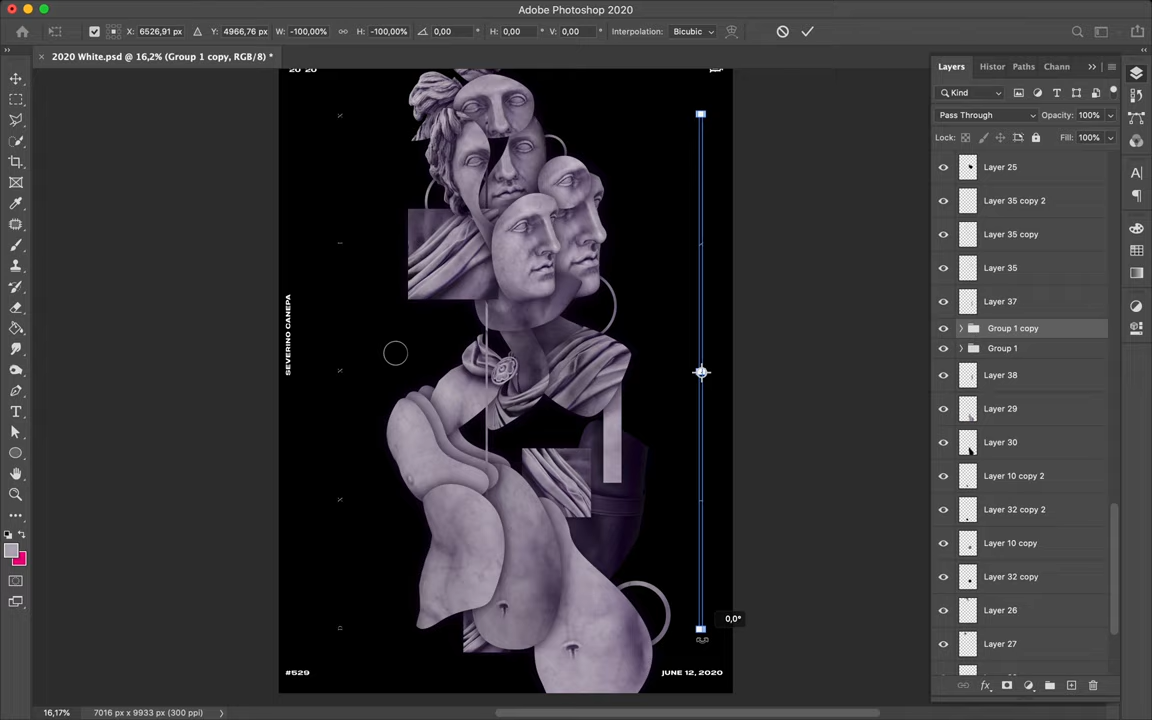 Adobe Photoshop 2020
X: 6526,91 px
Y: 4966,76 px
W: -100,00%
H: -100,00%
0,00 °
H: 0,00 °
V: 0,00 °
Interpolation: Bicubic
2020 White.psd @ 16,2% (Group 1 copy, RGB/8) *
Layers
Histor
Paths
Chann
Kind
Pass Through
Opacity: 100%
Lock:
Fill: 100%
Layer 25
Layer 35 copy 2
Layer 35 copy
Layer 35
Layer 37
Group 1 copy
Group 1
Layer 38
Layer 29
Layer 30
Layer 10 copy 2
Layer 32 copy 2
Layer 10 copy
Layer 32 copy
Layer 26
Layer 27
20 20
SEVERINO CANEPA
0,0°
#529
JUNE 12, 2020
16,17%
7016 px x 9933 px (300 ppi)